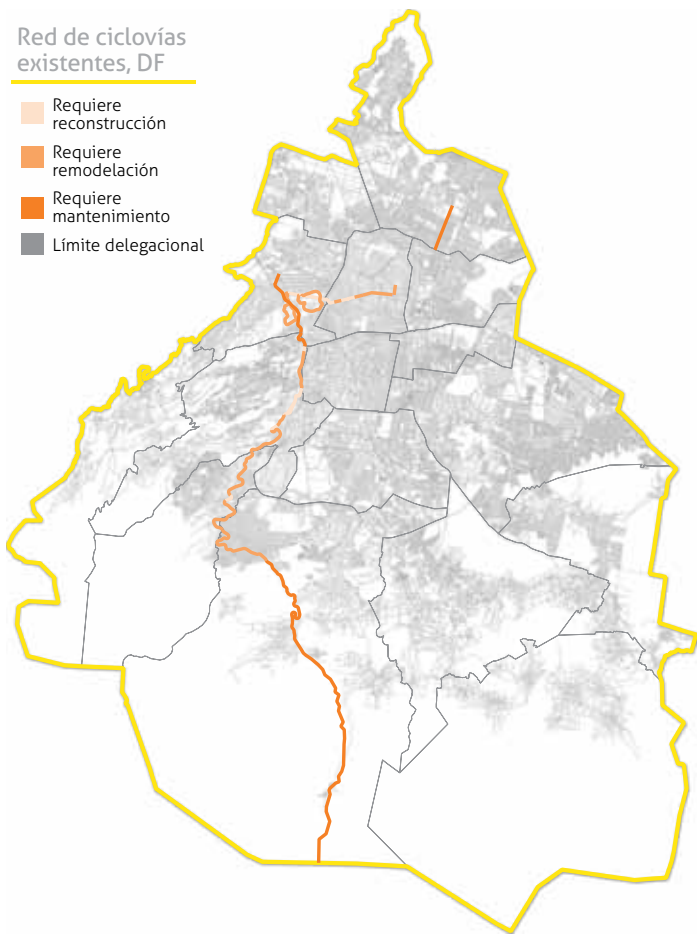 Red de ciclovías
existentes, DF
Requiere
reconstrucción
Requiere
remodelación
Requiere
mantenimiento
Límite delegacional